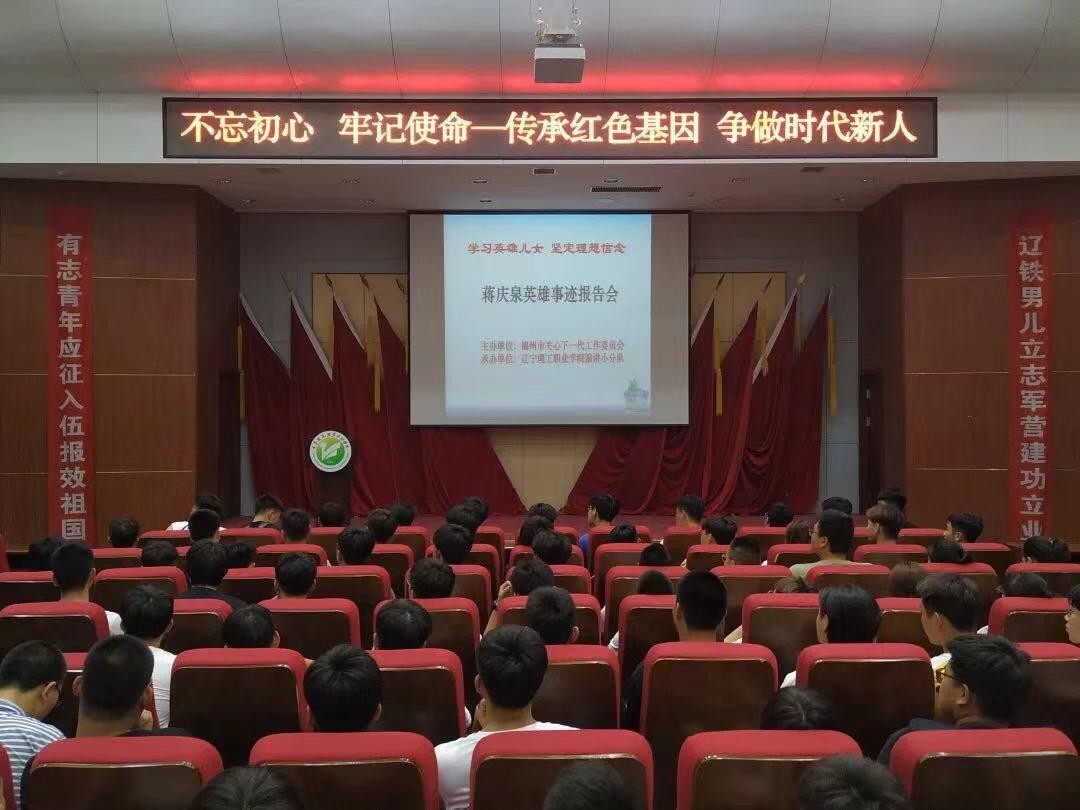 不忘初心 牢记使命—传承红色基因 争做时代新人
有志青年应征入伍报效祖国
学习英雄儿女 坚定理想信念
蒋庆泉英雄事迹报告会
主办单位：锦州市关心下一代工作委员会
承办单位：辽宁理工职业学院演讲小分队
辽铁男儿立志军营建功立业